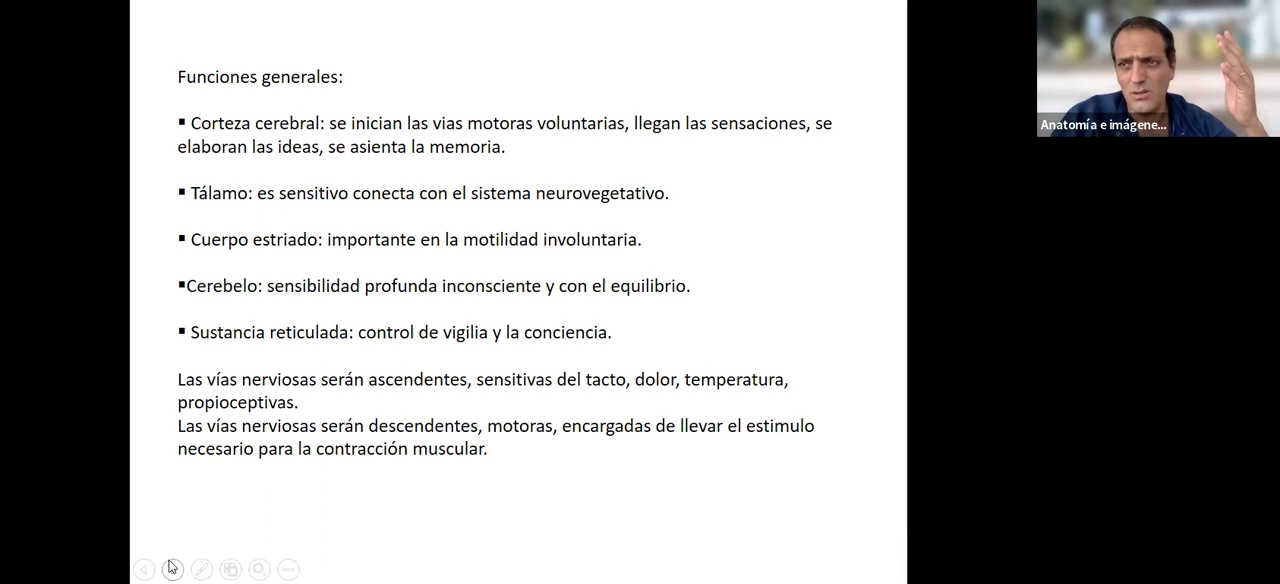 Funciones generales:
▪ Corteza cerebral: se inician las vias motoras voluntarias, llegan las sensaciones, se
elaboran las ideas, se asienta la memoria.
▪ Tálamo: es sensitivo conecta con el sistema neurovegetativo.
▪ Cuerpo estriado: importante en la motilidad involuntaria.
▪Cerebelo: sensibilidad profunda inconsciente y con el equilibrio.
▪ Sustancia reticulada: control de vigilia y la conciencia.
Las vías nerviosas serán ascendentes, sensitivas del tacto, dolor, temperatura,
propioceptivas.
Las vías nerviosas serán descendentes, motoras, encargadas de llevar el estimulo
necesario para la contracción muscular.
Anatomía e imágene...